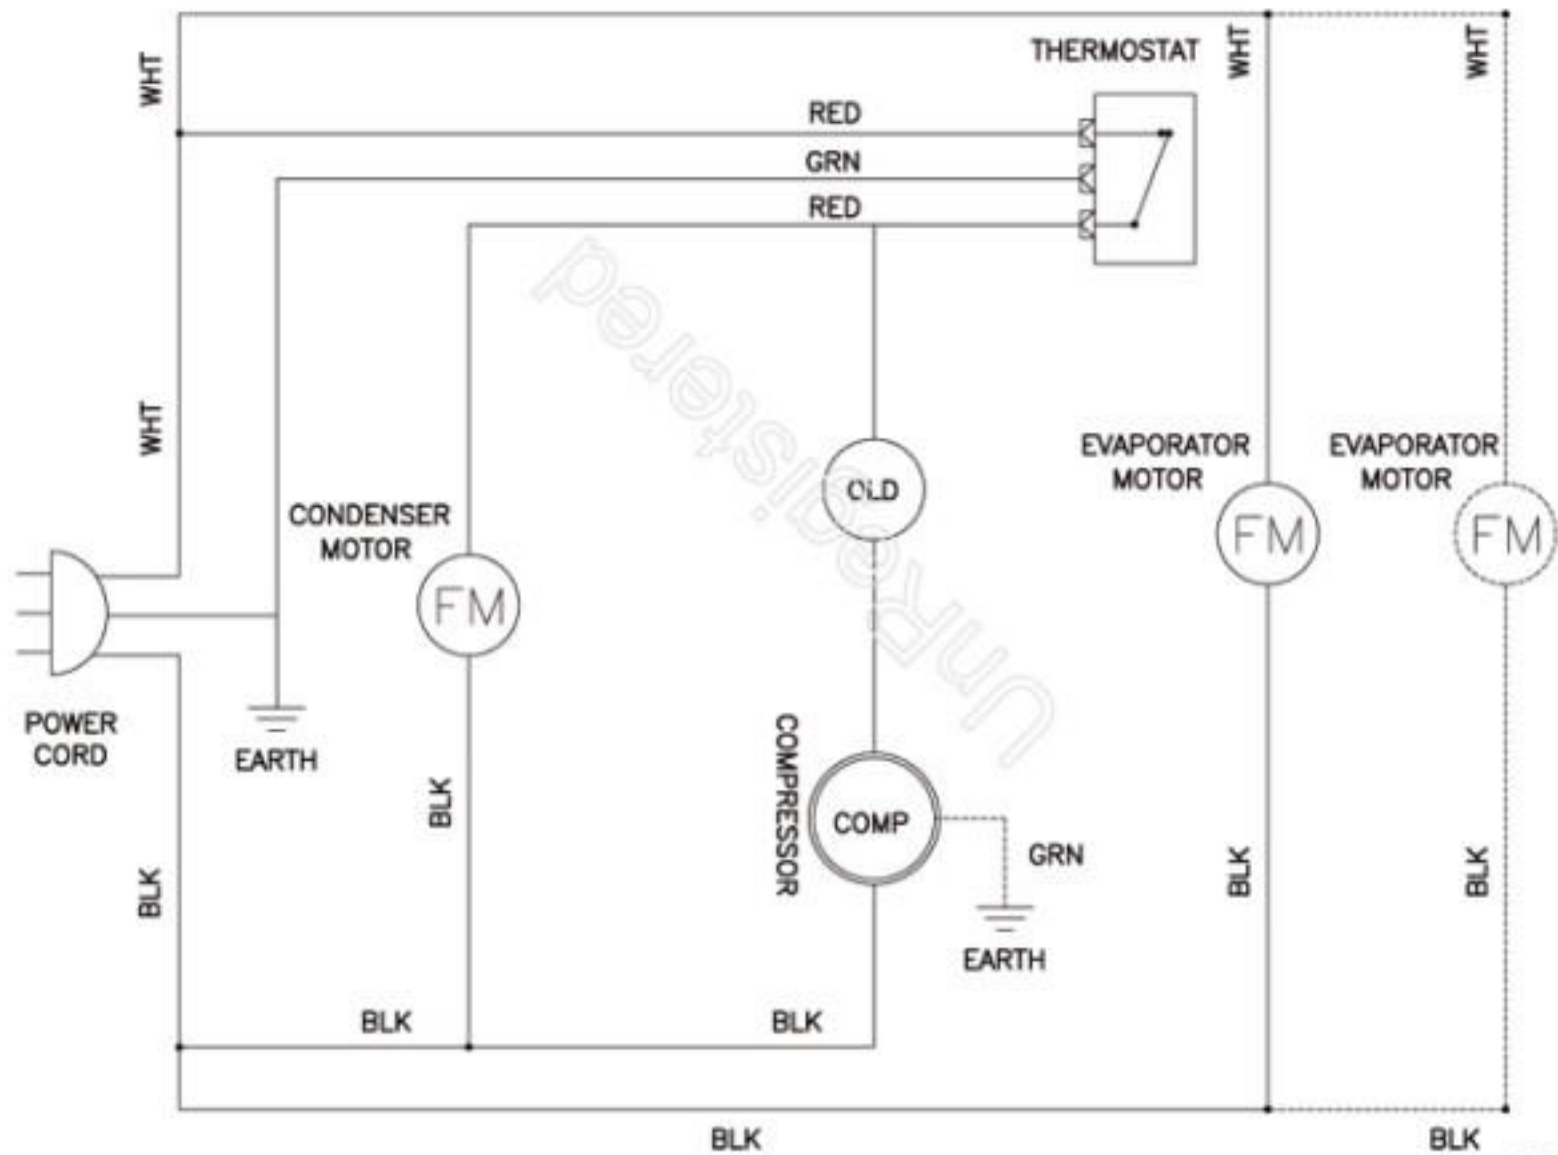 WHT
THERMOSTAT
WHT
WHT
RED
GRN
RED
WHT
EVAPORATOR
MOTOR
EVAPORATOR
MOTOR
OLD
CONDENSER
MOTOR
FM
FM
FM
POWER
CORD
EARTH
COMPRESSOR
COMP
BLK
GRN
BLK
BLK
BLK
EARTH
BLK
BLK
BLK
BLK
UnRegistered